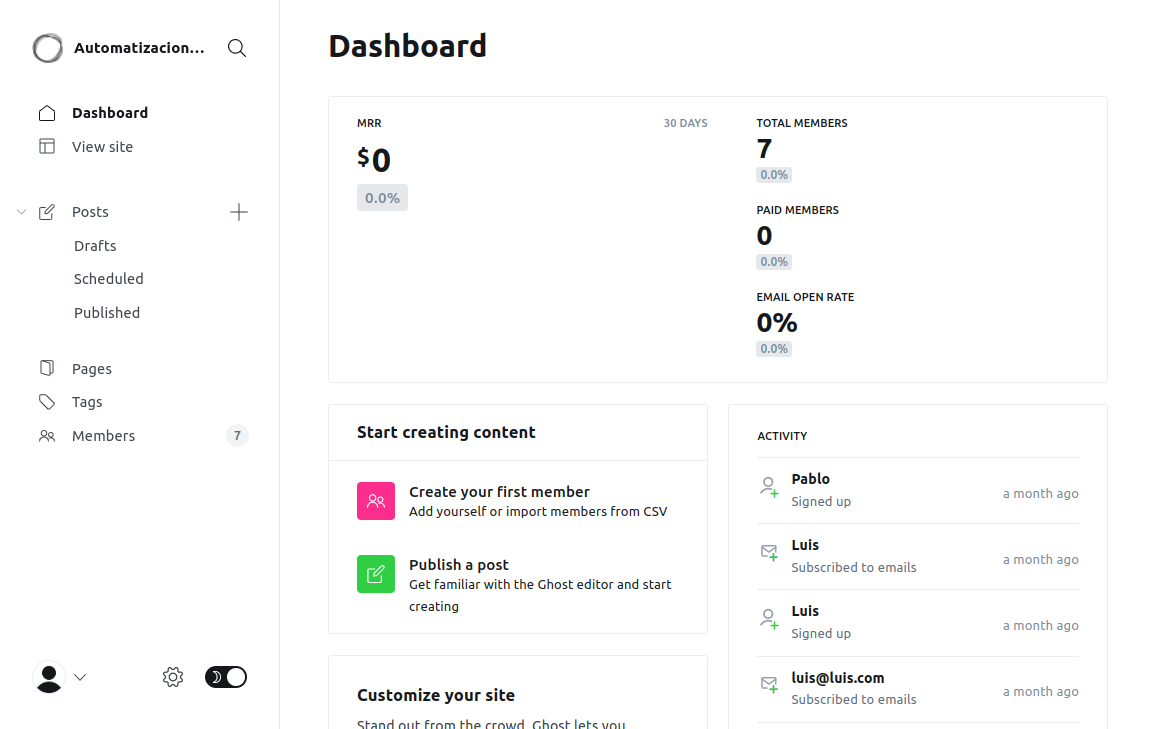 Automatizacion...
Dashboard
View site
Posts
Drafts
Scheduled
Published
Pages
Tags
Members
7
Dashboard
MRR
30 DAYS
$0
0.0%
TOTAL MEMBERS
7
0.0%
PAID MEMBERS
0
0.0%
EMAIL OPEN RATE
0%
0.0%
Start creating content
Create your first member
Add yourself or import members from CSV
Publish a post
Get familiar with the Ghost editor and start
creating
Customize your site
Stand out from the crowd. Ghost lets you
ACTIVITY
Pablo
Signed up
a month ago
Luis
Subscribed to emails
a month ago
Luis
Signed up
a month ago
luis@luis.com
Subscribed to emails
a month ago